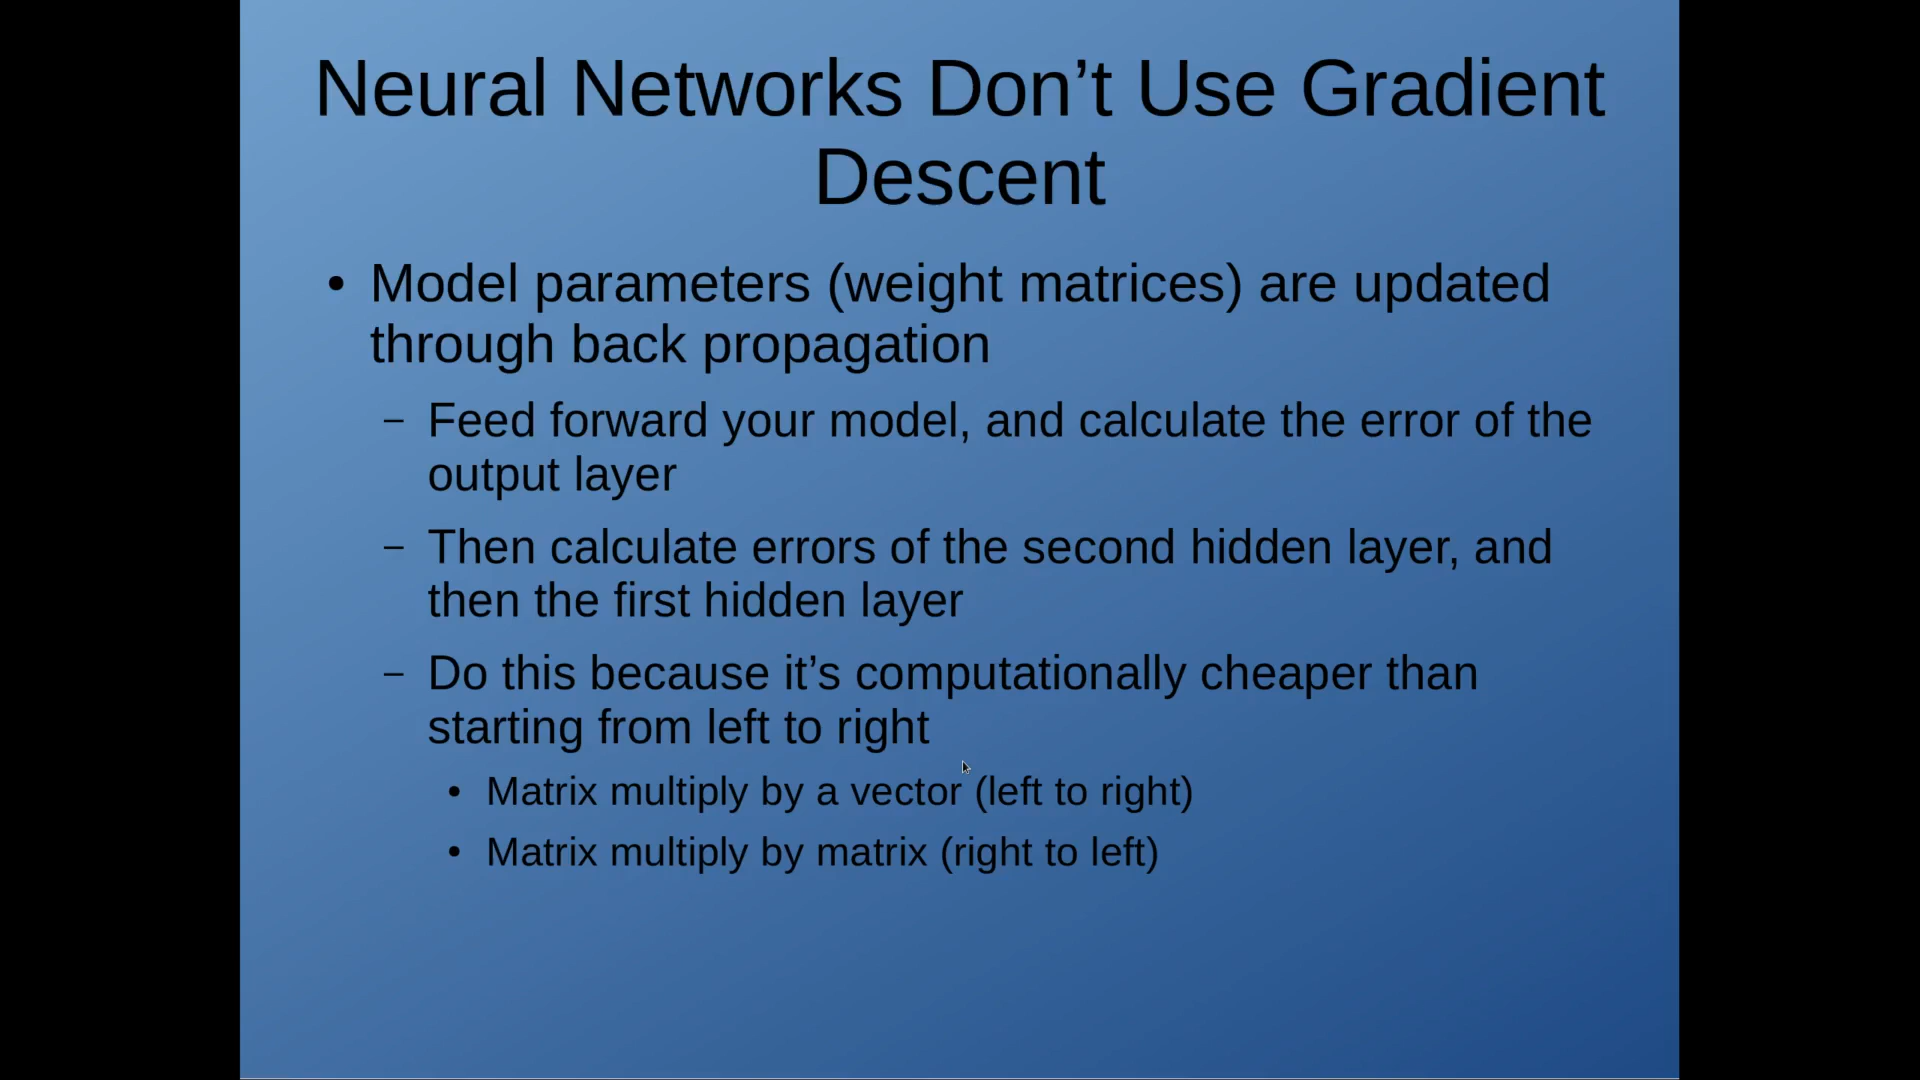 Neural Networks Don’t Use Gradient
Descent
• Model parameters (weight matrices) are updated
through back propagation
– Feed forward your model, and calculate the error of the
output layer
– Then calculate errors of the second hidden layer, and
then the first hidden layer
– Do this because it’s computationally cheaper than
starting from left to right
• Matrix multiply by a vector (left to right)
• Matrix multiply by matrix (right to left)